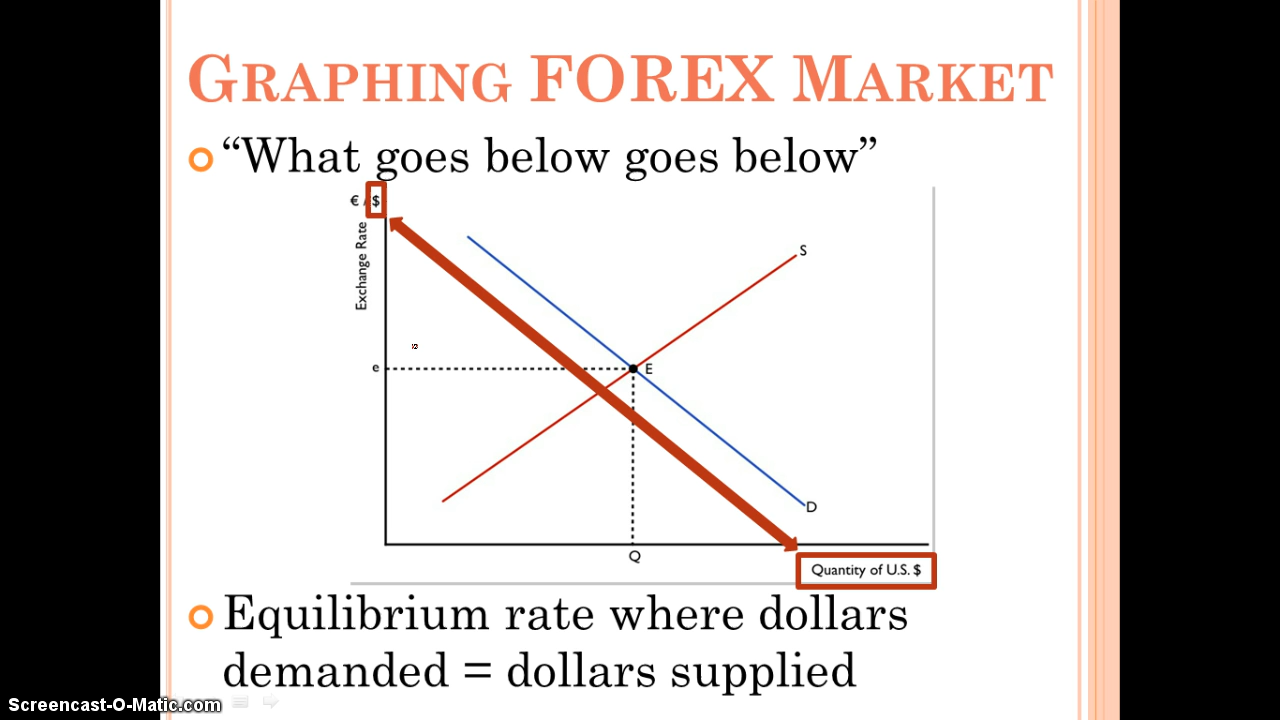 GRAPHING FOREX MARKET
“What goes below goes below”
€ / $
Exchange Rate
S
e
E
D
Q
Quantity of U.S. $
Equilibrium rate where dollars
demanded = dollars supplied
Screencast-O-Matic.com